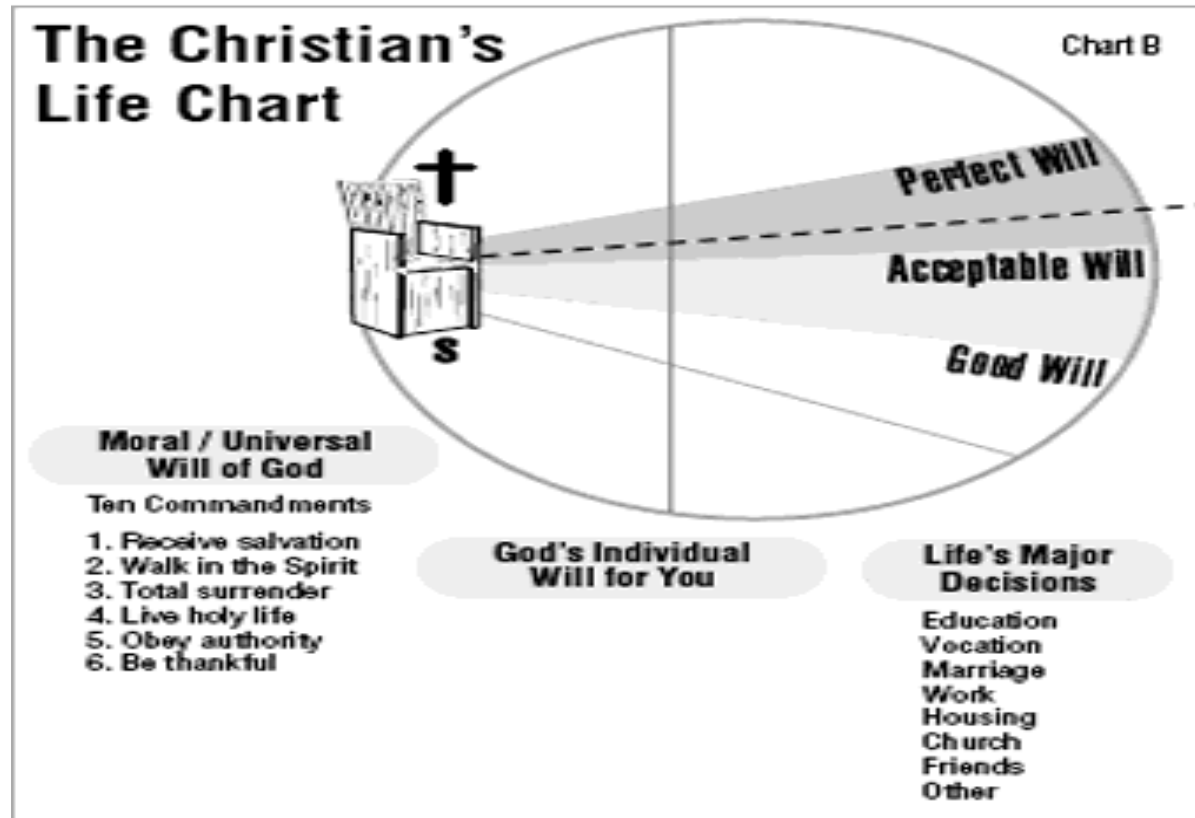 The Christian's
Life Chart
Chart B
Perfect Will
Acceptable Will
Good Will
S
Moral / Universal
Will of God
Ten Commandments
1. Receive salvation
2. Walk in the Spirit
3. Total surrender
4. Live holy life
5. Obey authority
6. Be thankful
God's Individual
Will for You
Life's Major
Decisions
Education
Vocation
Marriage
Work
Housing
Church
Friends
Other